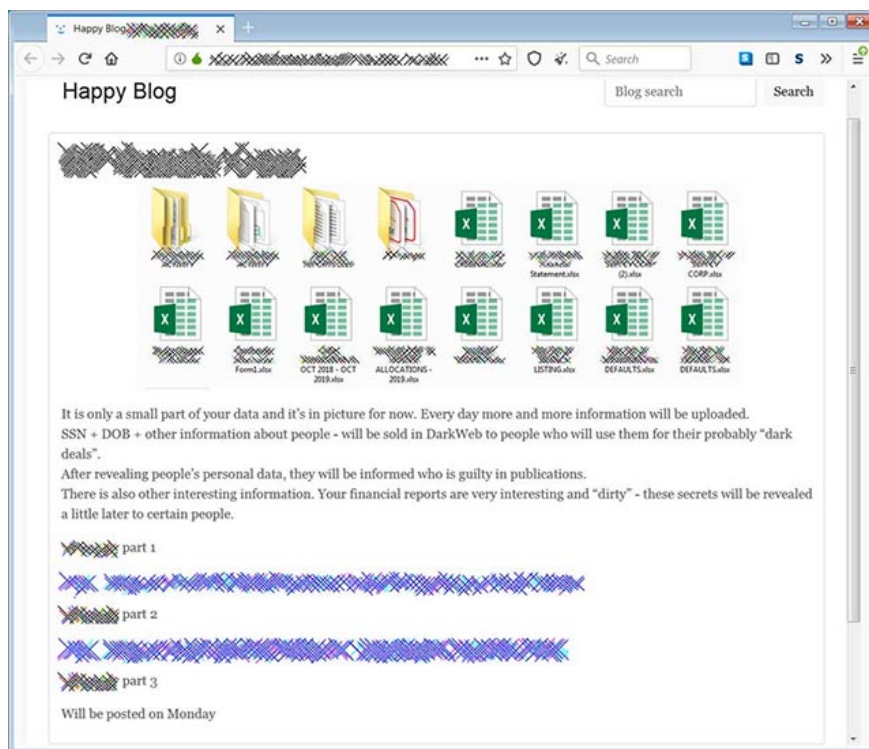 Happy Blog
Search
Happy Blog
Blog search
Search
Statement.xlsx
(2).xlsx
CORP.xlsx
Form1.xlsx
OCT 2018 - OCT
2019.xlsx
ALLOCATIONS -
2019.xlsx
LISTING.xlsx
DEFAULTS.xlsx
DEFAULTS.xlsx
It is only a small part of your data and it's in picture for now. Every day more and more information will be uploaded.
SSN + DOB + other information about people - will be sold in DarkWeb to people who will use them for their probably “dark
deals”.
After revealing people's personal data, they will be informed who is guilty in publications.
There is also other interesting information. Your financial reports are very interesting and “dirty” - these secrets will be revealed
a little later to certain people.
part 1
part 2
part 3
Will be posted on Monday